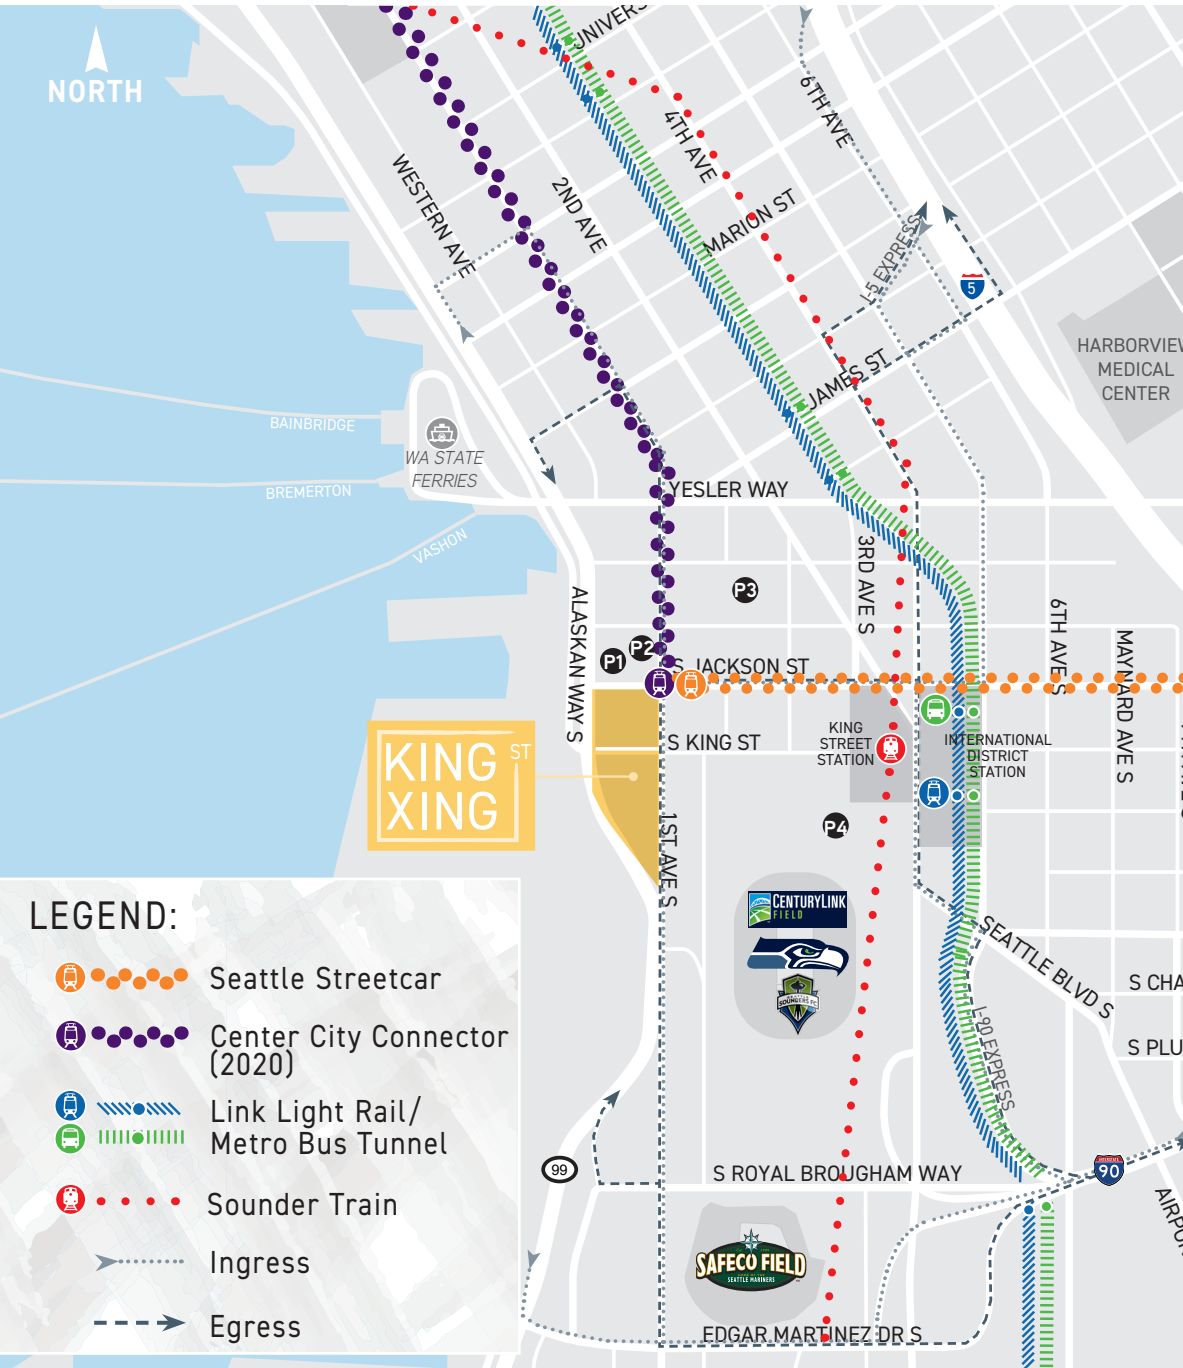 NORTH
UNIVERS
6TH AVE
4TH AVE
WESTERN AVE
2ND AVE
MARION ST
I-5 EXPRESS
5
HARBORVIEW
MEDICAL
CENTER
JAMES ST
BAINBRIDGE
WA STATE
FERRIES
BREMERTON
YESLER WAY
VASHON
3RD AVE S
P3
ALASKAN WAY S
6TH AVE S
MAYNARD AVE S
P1
P2
S JACKSON ST
KING ST
XING
S KING ST
KING
STREET
STATION
INTERNATIONAL
DISTRICT
STATION
P4
1ST AVE S
CENTURYLINK
FIELD
SOUNDERS FC
SEATTLE BLVD S
S CHA
S PLU
I-90 EXPRESS
LEGEND:
Seattle Streetcar
Center City Connector
(2020)
Link Light Rail/
Metro Bus Tunnel
Sounder Train
Ingress
Egress
99
S ROYAL BROUGHAM WAY
INTERSTATE
90
AIRPOR
SAFECO FIELD
SEATTLE MARINERS
EDGAR MARTINEZ DR S